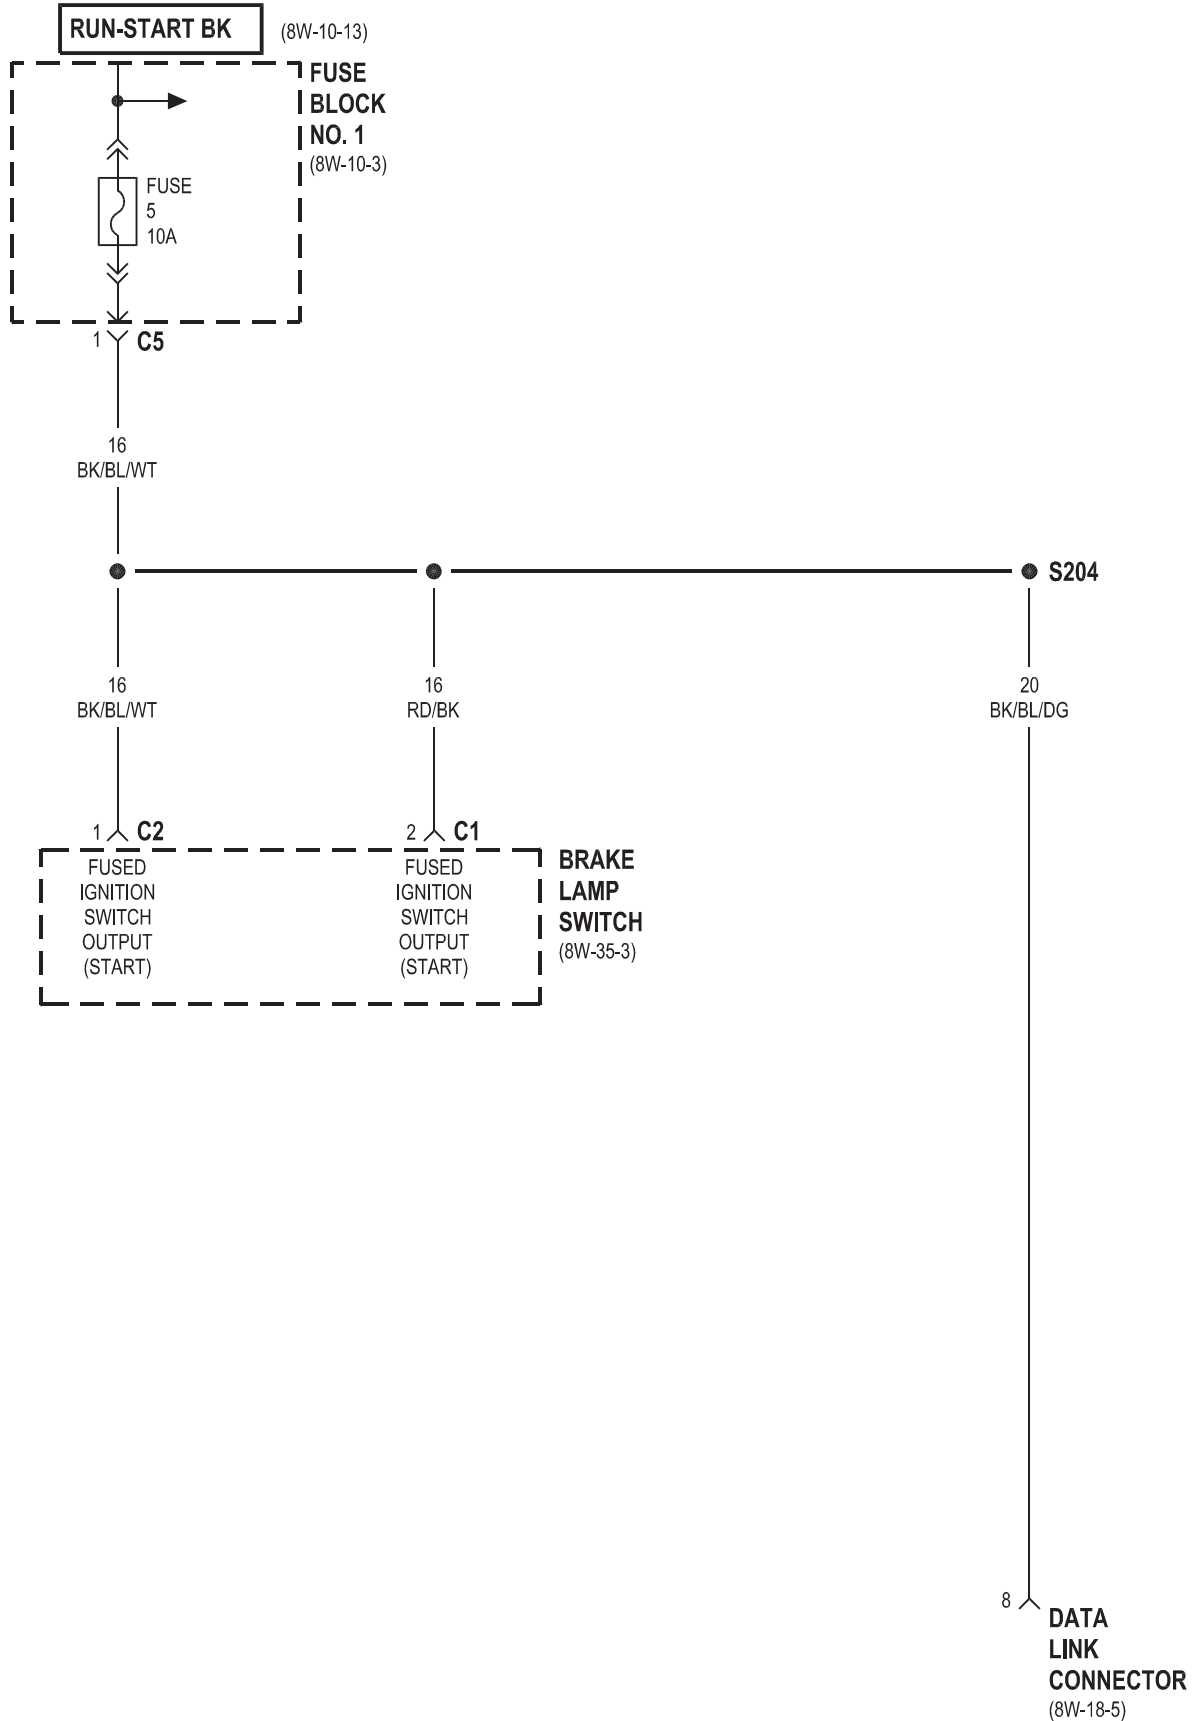 RUN-START BK (8W-10-13)
FUSE
BLOCK
NO. 1
(8W-10-3)
FUSE
5
10A
1 C5
16
BK/BL/WT
S204
16
BK/BL/WT
16
RD/BK
20
BK/BL/DG
1 C2
2 C1
FUSED
IGNITION
SWITCH
OUTPUT
(START)
FUSED
IGNITION
SWITCH
OUTPUT
(START)
BRAKE
LAMP
SWITCH
(8W-35-3)
8
DATA
LINK
CONNECTOR
(8W-18-5)